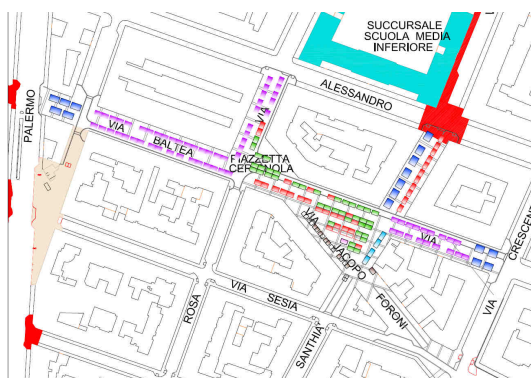 SUCCURSALE
SCUOLA MEDIA
INFERIORE
ALESSANDRO
PALERMO
VIA
VIA
BALTEA
PIAZZETTA
CERIGNOLA
VIA
JACOPO
FORONI
VIA
CRESCENT
VIA
VIA
SESIA
ROSA
SANTHIA'